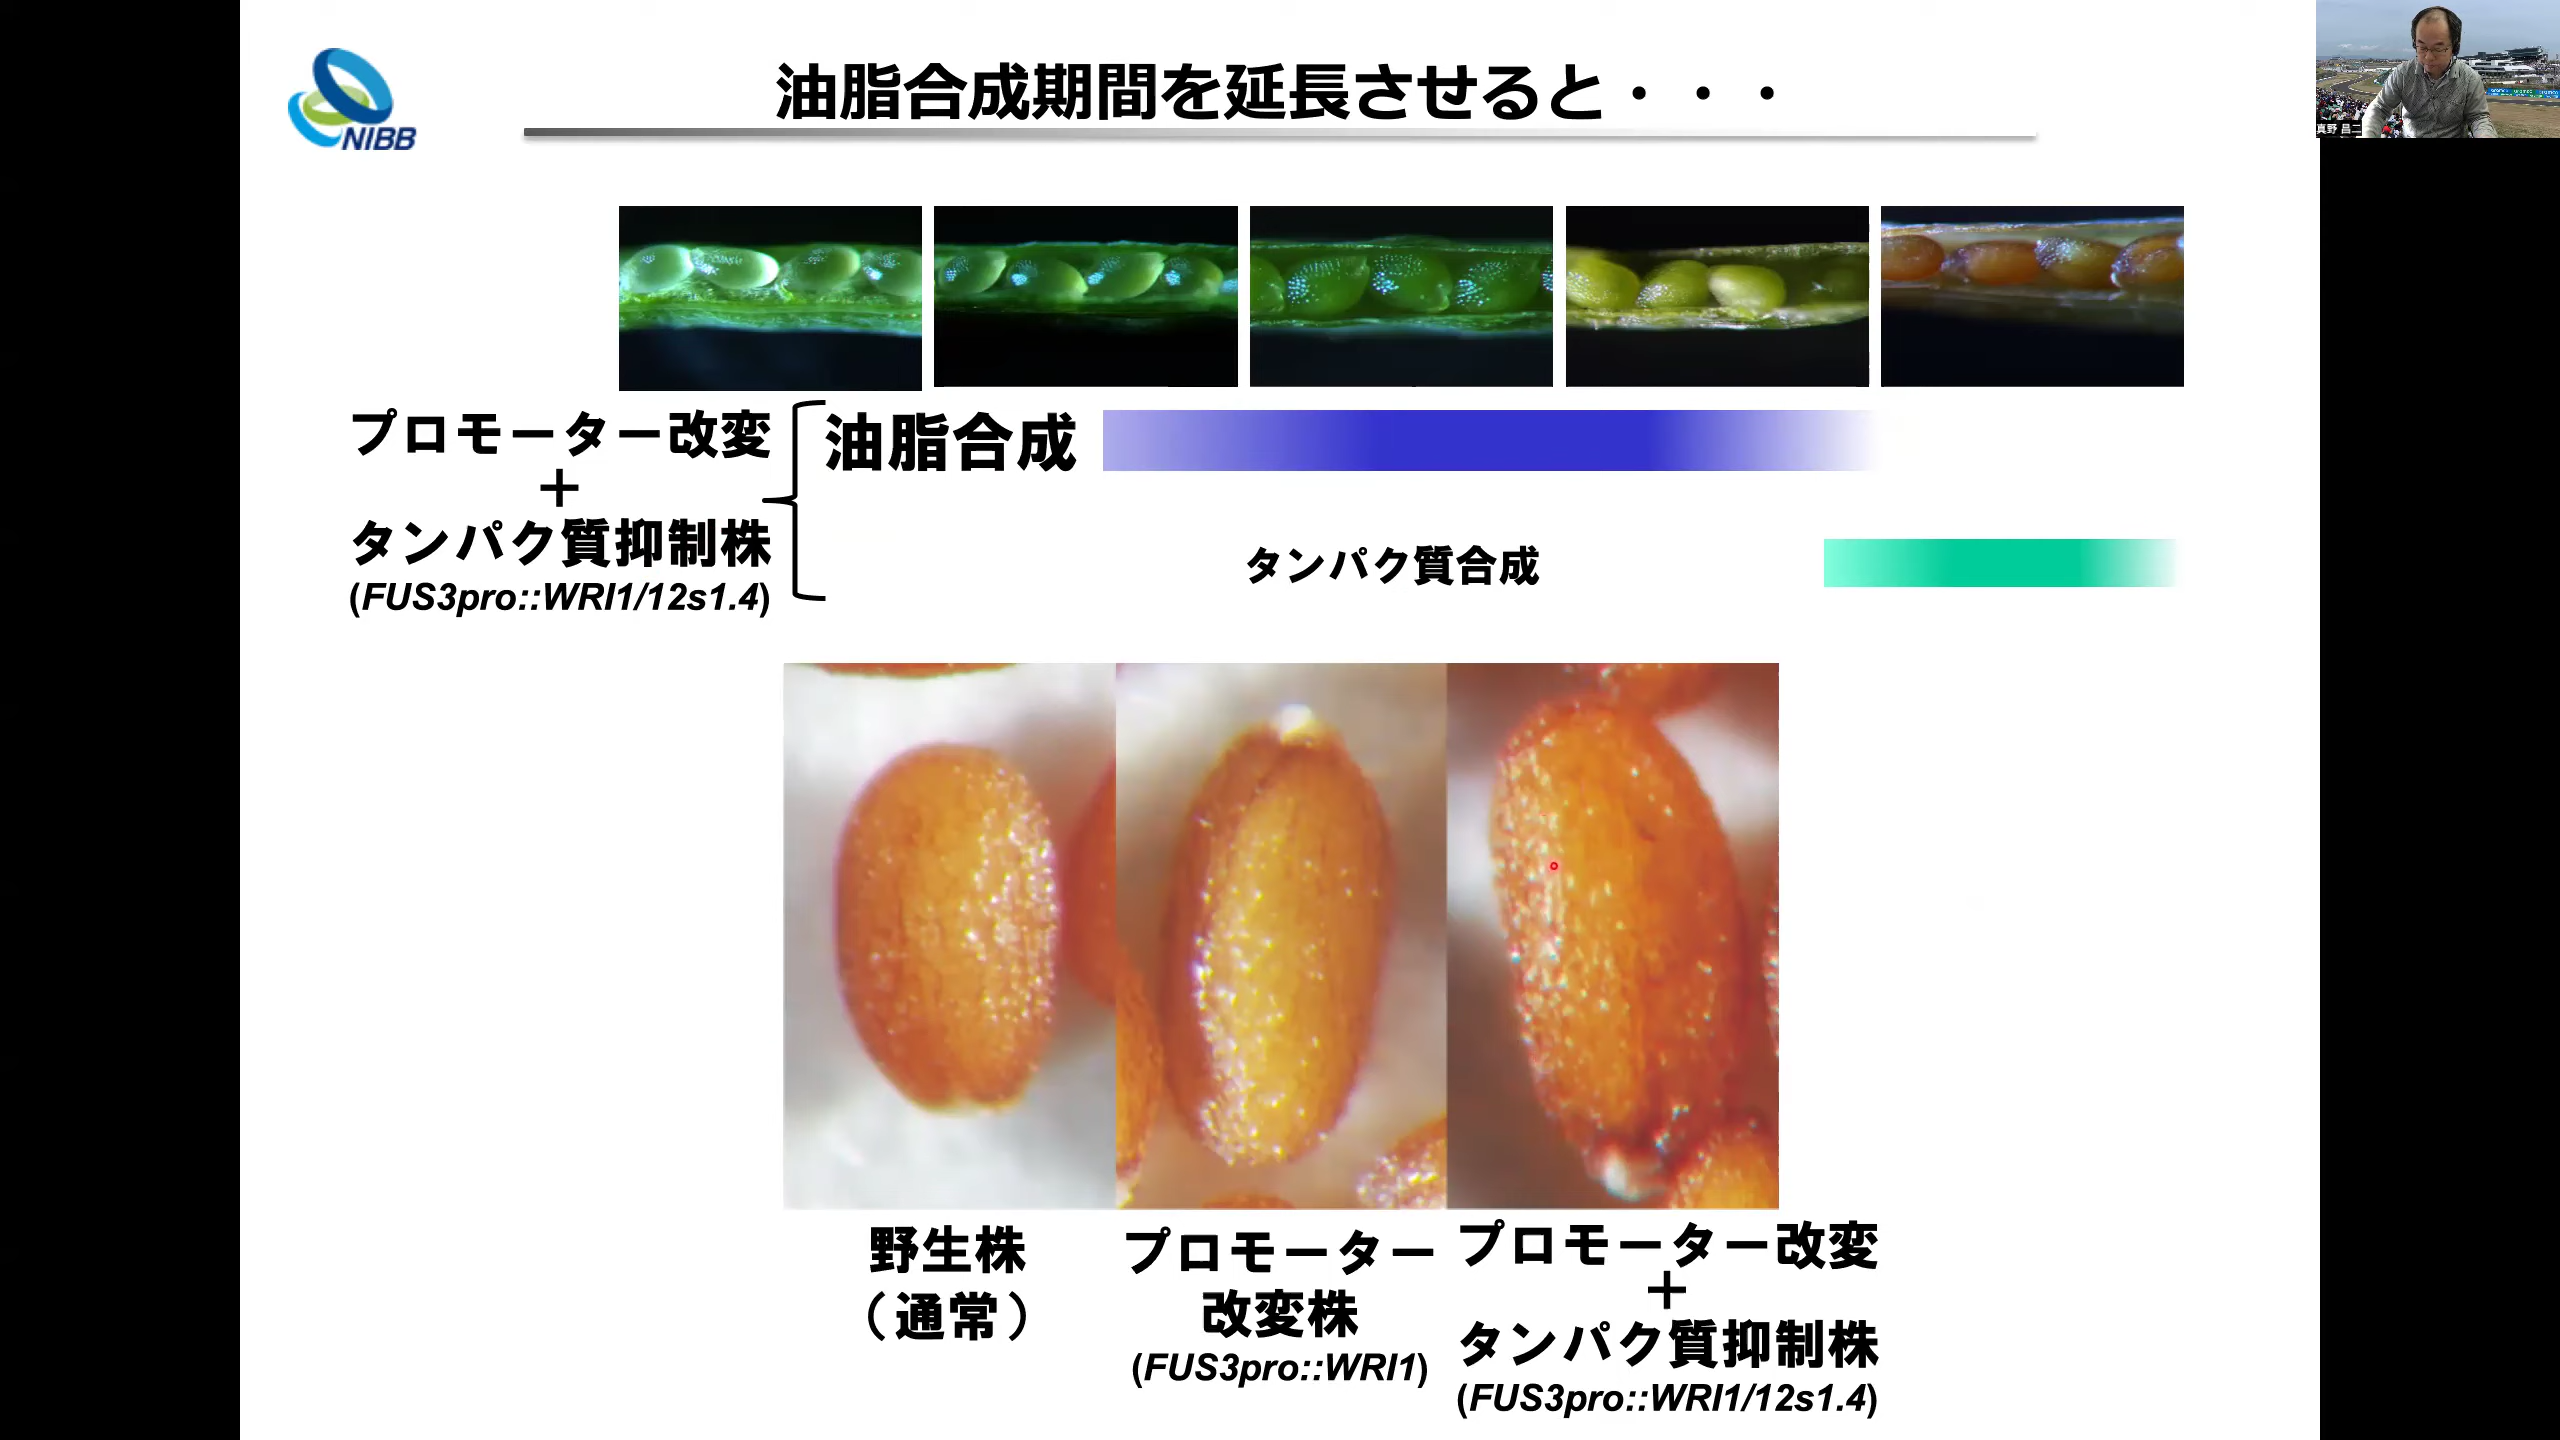 NIBB
油脂合成期間を延長させると・・・
真野 昌二
プロモーター改変
＋
タンパク質抑制株
(FUS3pro::WRI1/12s1.4)
油脂合成
タンパク質合成
野生株
（通常）
プロモーター
改変株
(FUS3pro::WRI1)
プロモーター改変
＋
タンパク質抑制株
(FUS3pro::WRI1/12s1.4)